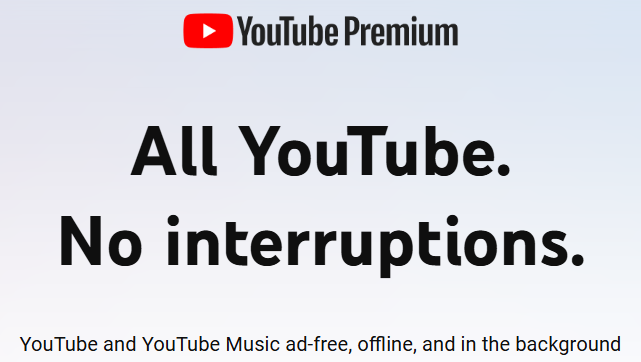 YouTube Premium
All YouTube.
No interruptions.
YouTube and YouTube Music ad-free, offline, and in the background